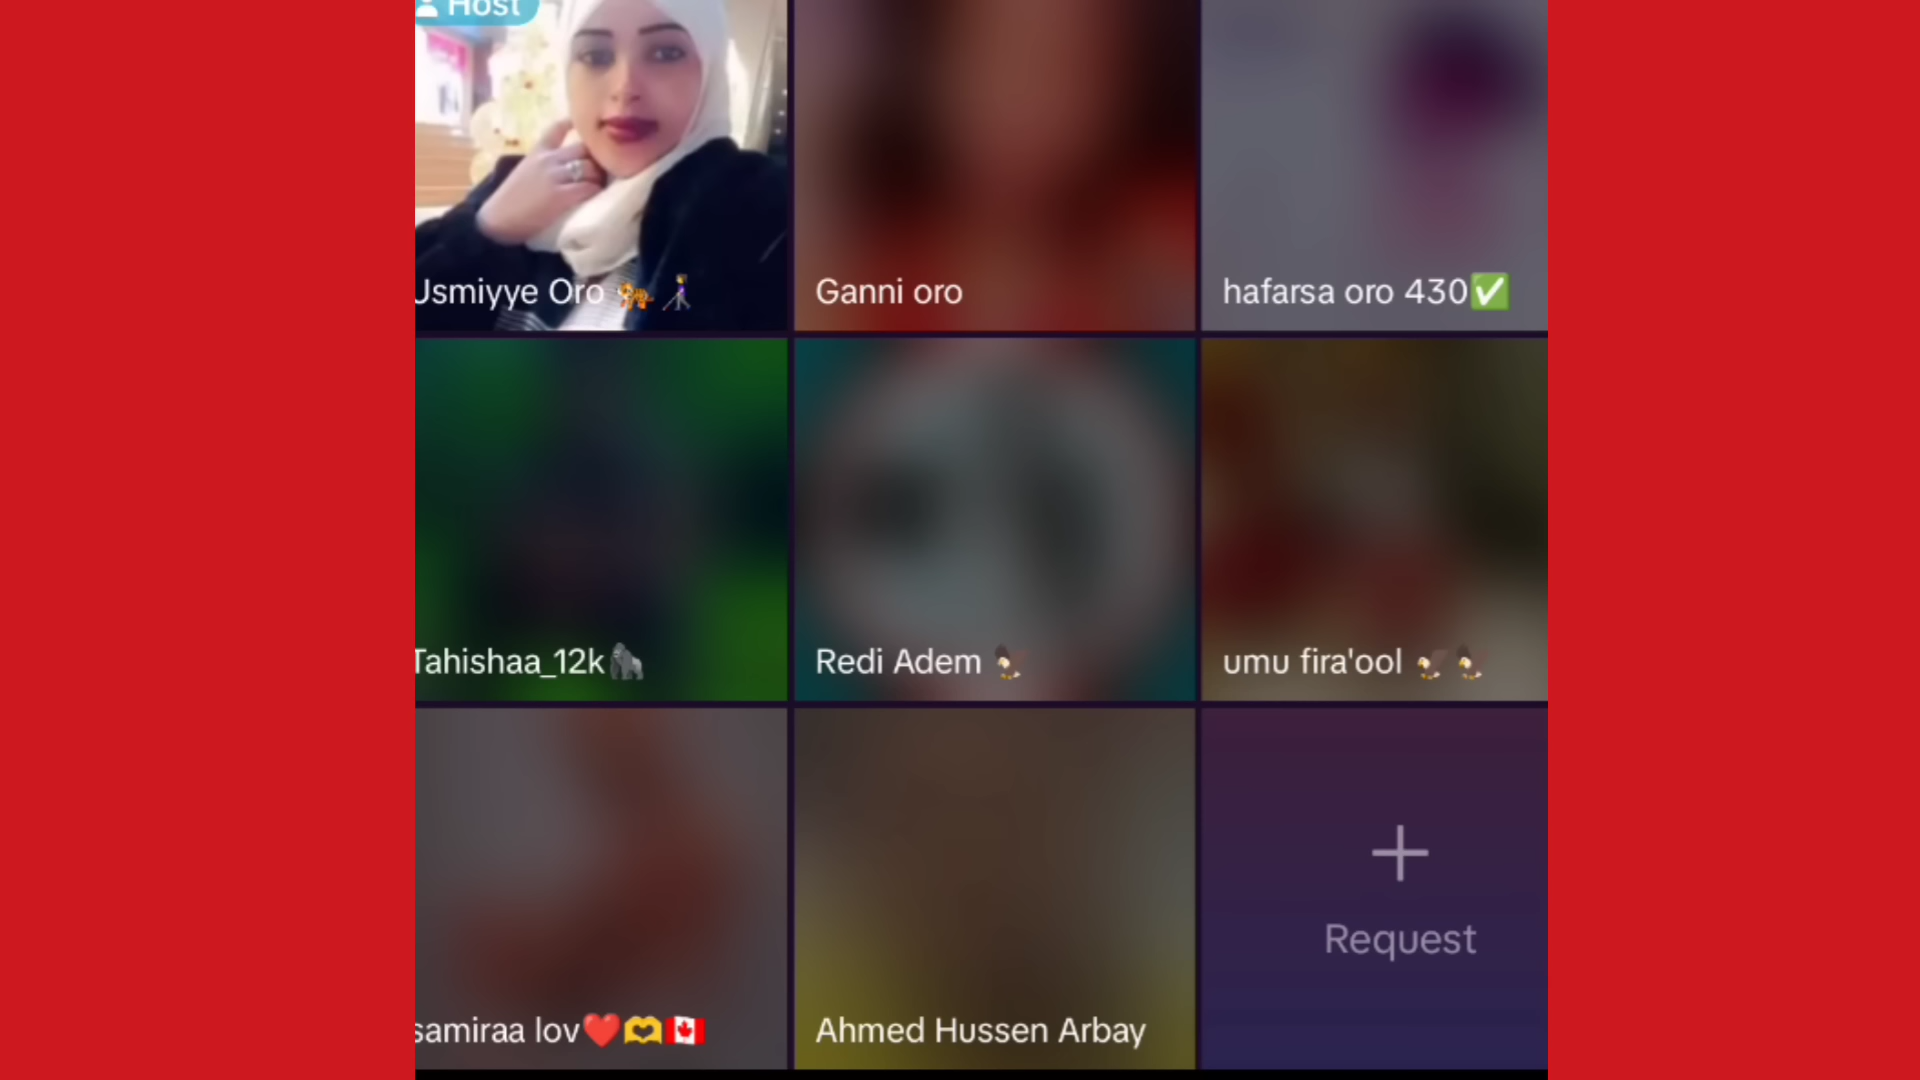 Host
Usmiyye Oro 🐅👩‍🦯
Ganni oro
hafarsa oro 430✅
Tahishaa_12k🦍
Redi Adem 🦅
umu fira'ool 🦅🦅
samiraa lov❤️🫶🇨🇦
Ahmed Hussen Arbay
Request